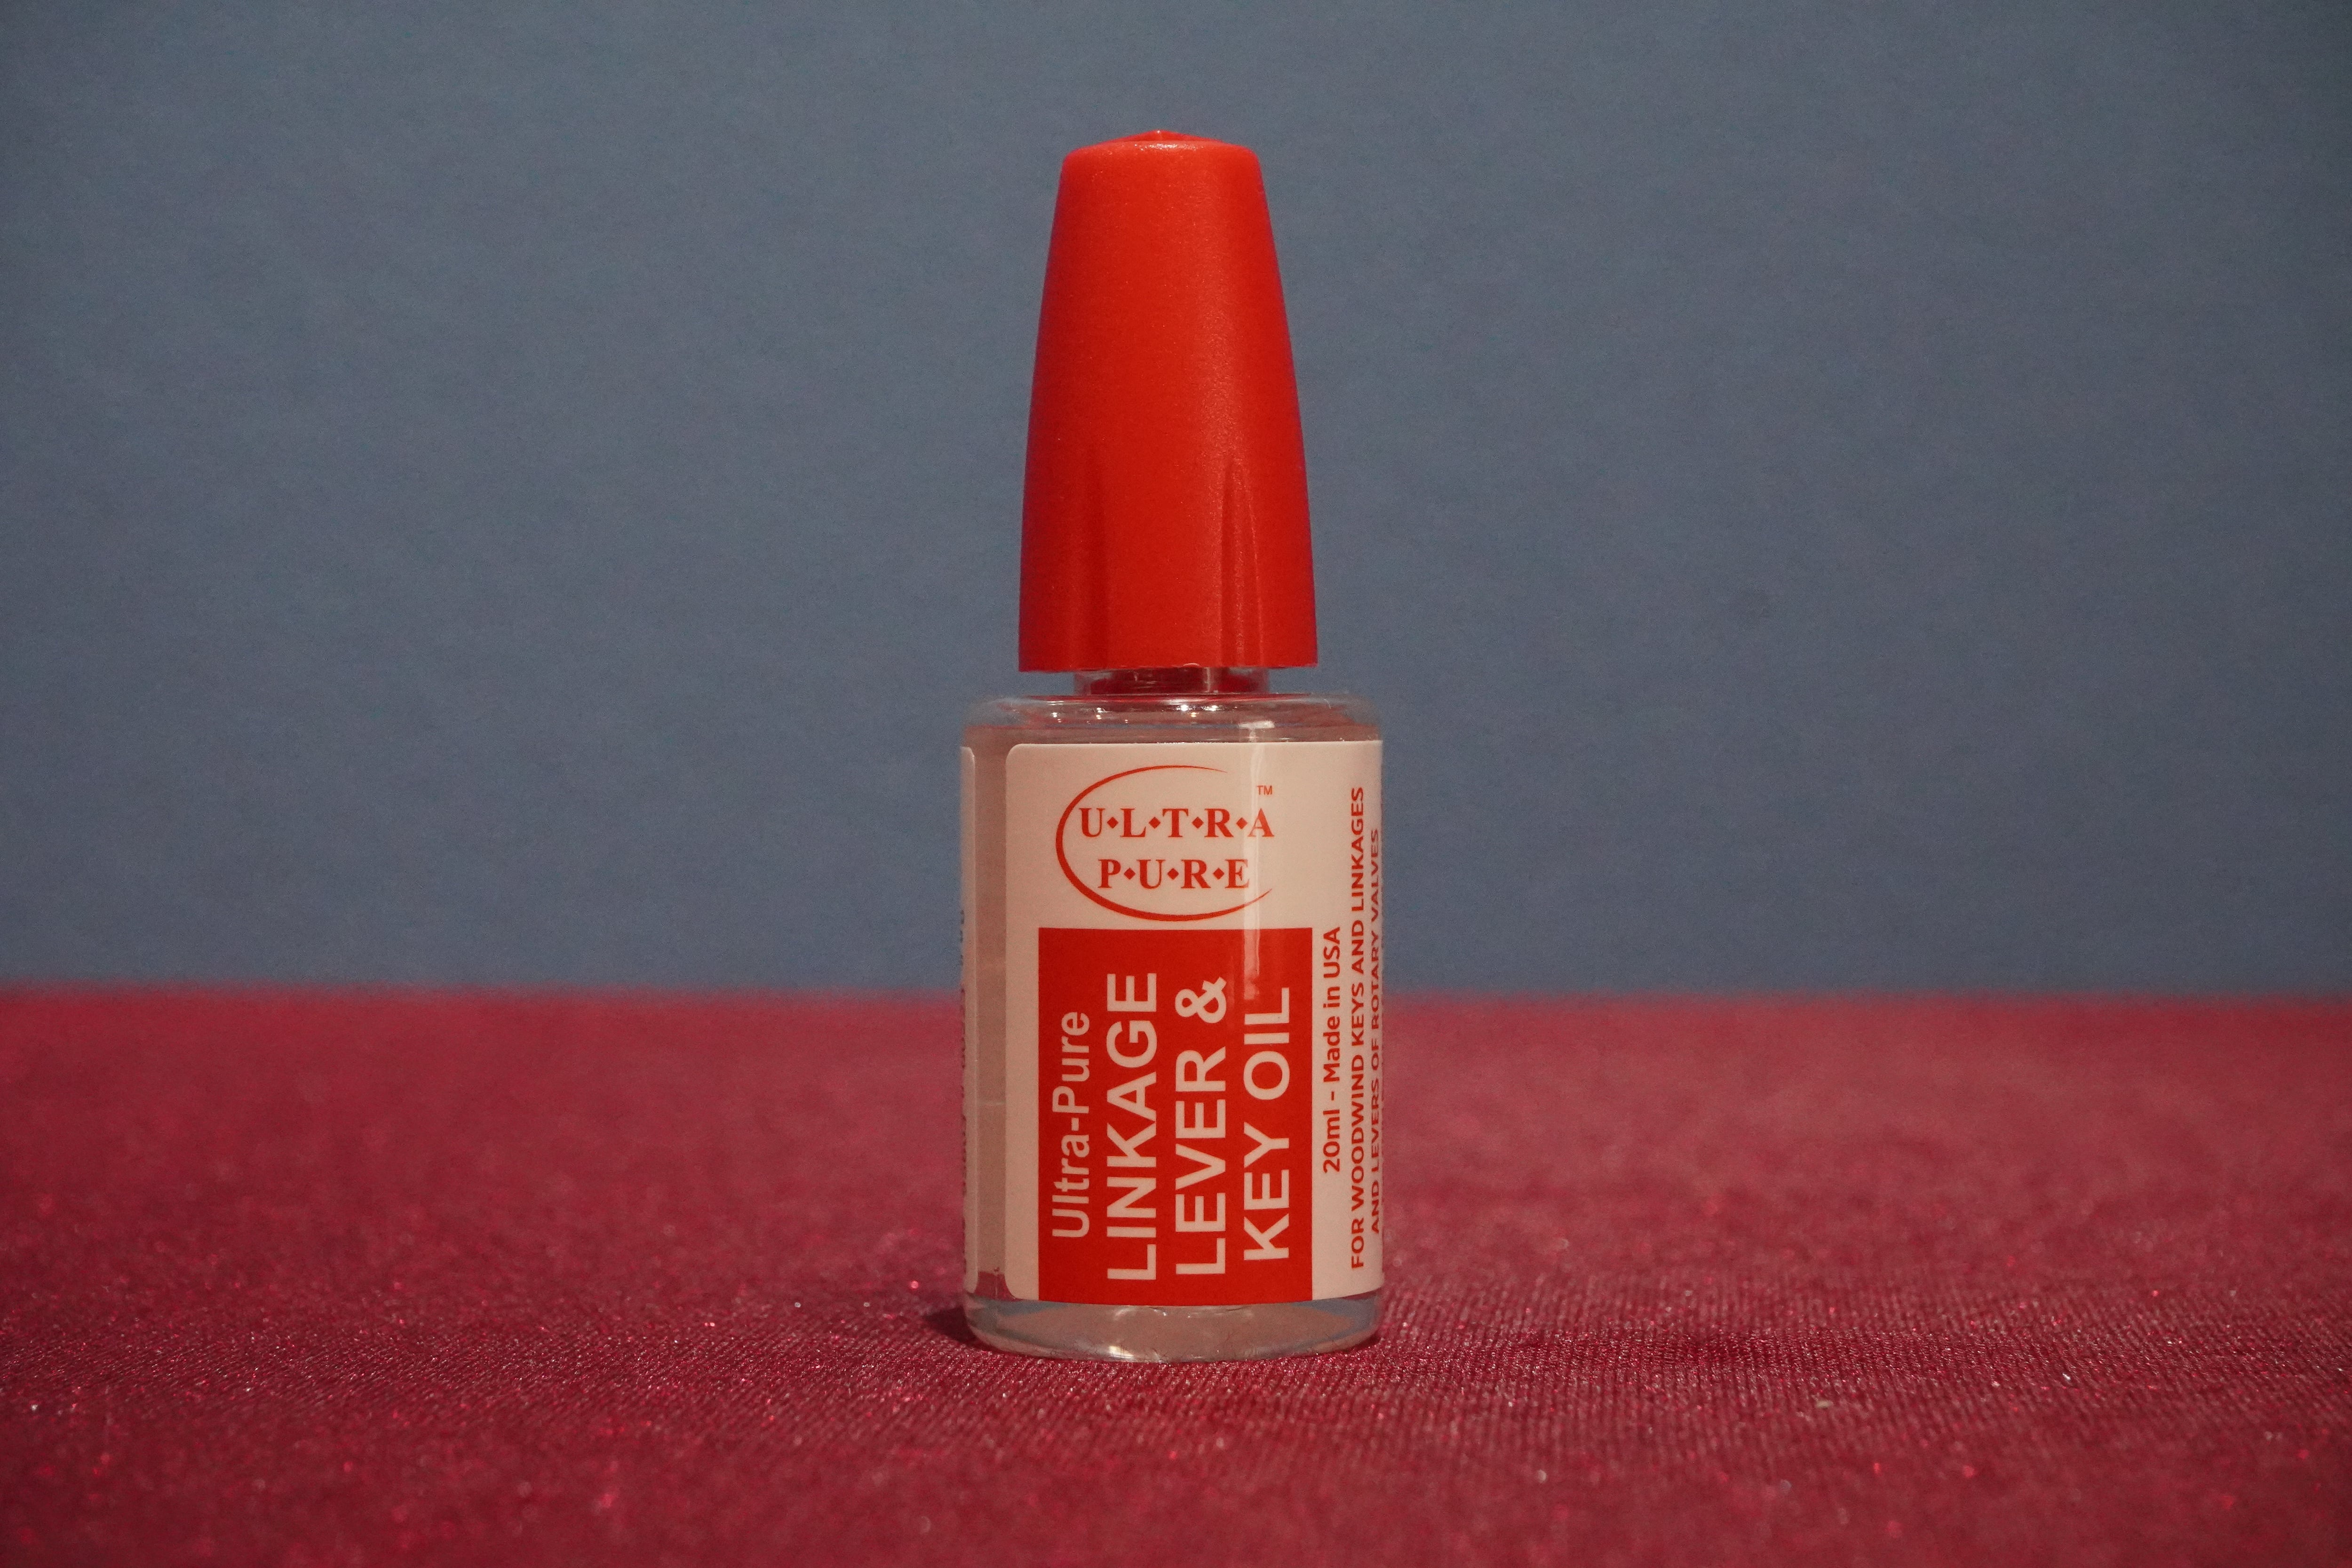 U•L•T•R•A™
P•U•R•E
Ultra-Pure
LINKAGE
LEVER &
KEY OIL
20ml - Made in USA
FOR WOODWIND KEYS AND LINKAGES
AND LEVERS OF ROTARY VALVES